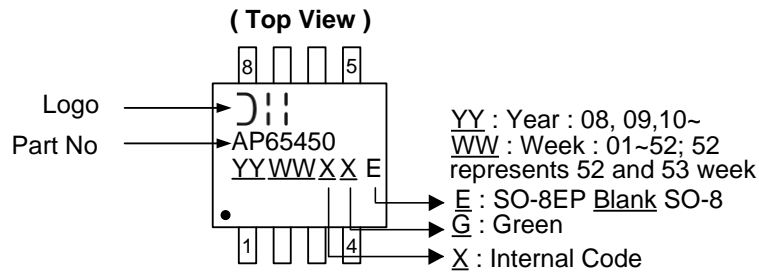 ( Top View )
8 5
Logo
Part No
AP65450
YY WW X X E
1 4
YY : Year : 08, 09,10~
WW : Week : 01~52; 52
represents 52 and 53 week
E : SO-8EP Blank SO-8
G : Green
X : Internal Code